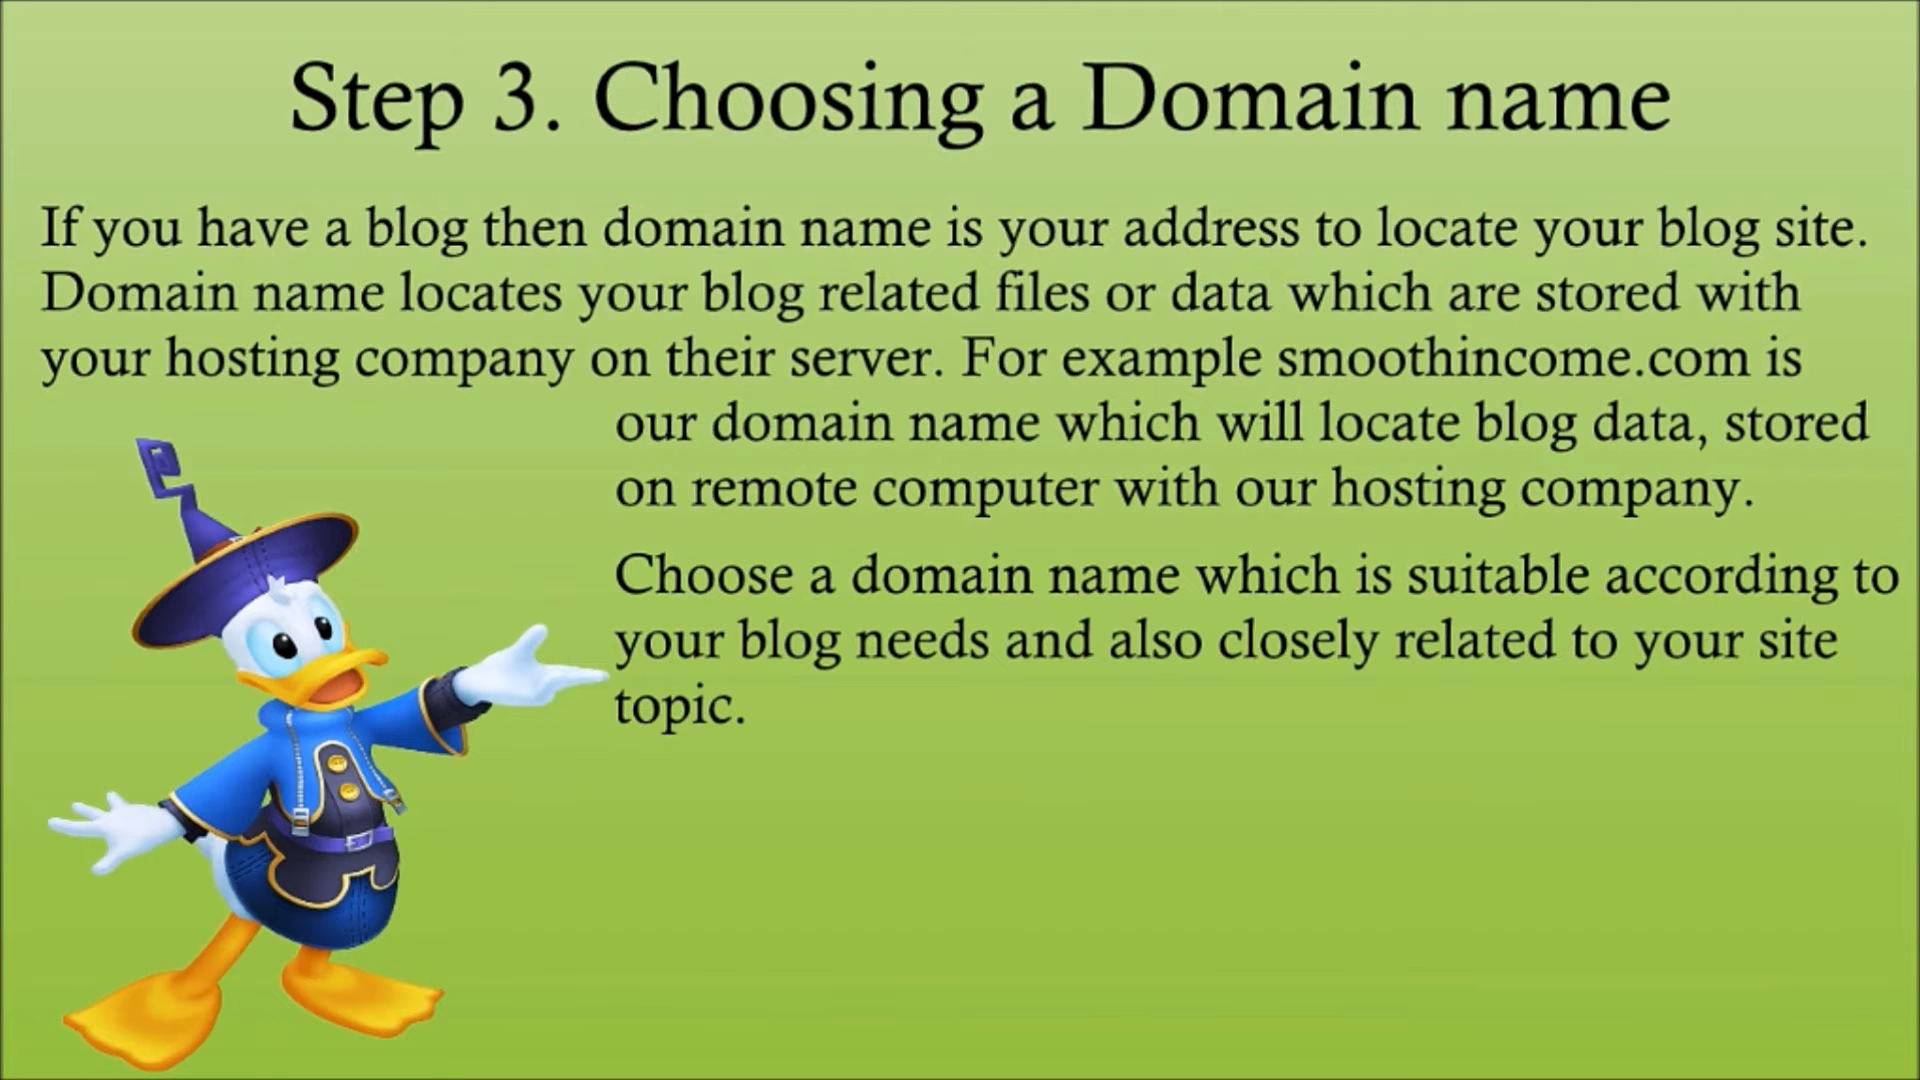 Step 3. Choosing a Domain name
If you have a blog then domain name is your address to locate your blog site.
Domain name locates your blog related files or data which are stored with
your hosting company on their server. For example smoothincome.com is
our domain name which will locate blog data, stored
on remote computer with our hosting company.
Choose a domain name which is suitable according to
your blog needs and also closely related to your site
topic.